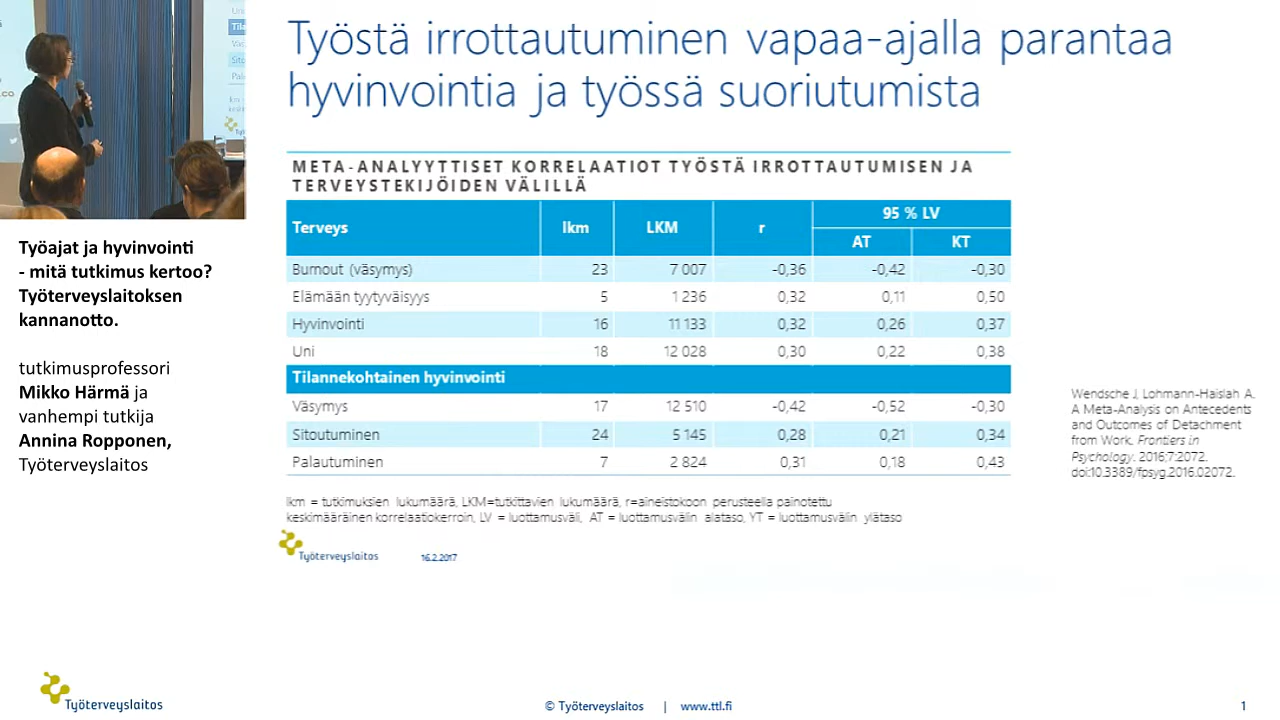 Työstä irrottautuminen vapaa-ajalla parantaa
hyvinvointia ja työssä suoriutumista
META-ANALYYTTISET KORRELAATIOT TYÖSTÄ IRROTTAUTUMISEN JA
TERVEYSTEKIJÖIDEN VÄLILLÄ
Terveys lkm LKM r 95 % LV
AT KT
Burnout (väsymys) 23 7 007 -0,36 -0,42 -0,30
Elämään tyytyväisyys 5 1 236 0,32 0,11 0,50
Hyvinvointi 16 11 133 0,32 0,26 0,37
Uni 18 12 028 0,30 0,22 0,38
Tilannekohtainen hyvinvointi
Väsymys 17 12 510 -0,42 -0,52 -0,30
Sitoutuminen 24 5 145 0,28 0,21 0,34
Palautuminen 7 2 824 0,31 0,18 0,43
lkm = tutkimuksien lukumäärä, LKM=tutkittavien lukumäärä, r=aineistokoon perusteella painotettu
keskimääräinen korrelaatiokerroin, LV = luottamusväli, AT = luottamusvälin alataso, YT = luottamusvälin ylätaso
Työterveyslaitos 16.2.2017
Wendsche J, Lohmann-Haislah A.
A Meta-Analysis on Antecedents
and Outcomes of Detachment
from Work. Frontiers in
Psychology. 2016;7:2072.
doi:10.3389/fpsyg.2016.02072.
Työajat ja hyvinvointi
- mitä tutkimus kertoo?
Työterveyslaitoksen
kannanotto.
tutkimusprofessori
Mikko Härmä ja
vanhempi tutkija
Annina Ropponen,
Työterveyslaitos
Työterveyslaitos
© Työterveyslaitos | www.ttl.fi
1